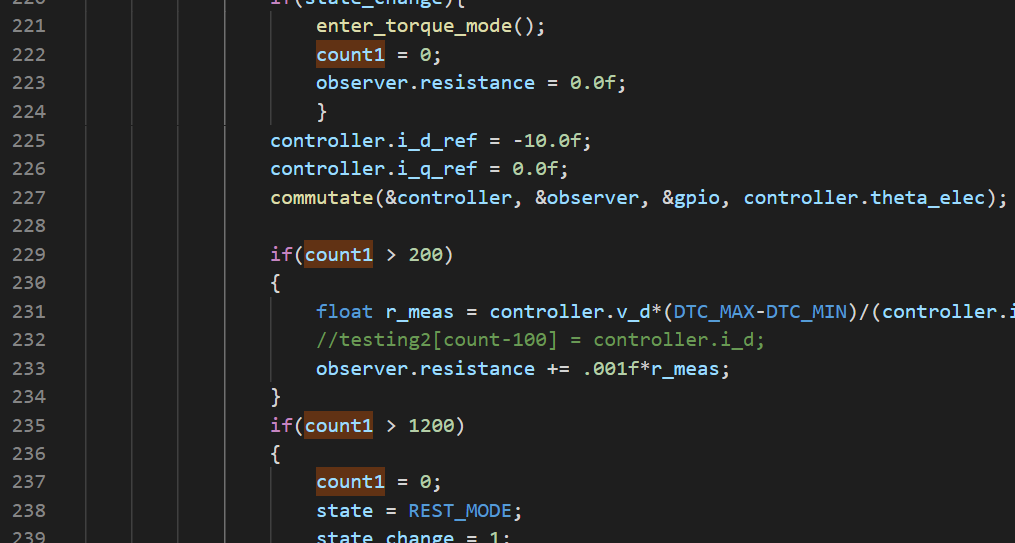 220 if(state_change){
221 enter_torque_mode();
222 count1 = 0;
223 observer.resistance = 0.0f;
224 }
225 controller.i_d_ref = -10.0f;
226 controller.i_q_ref = 0.0f;
227 commutate(&controller, &observer, &gpio, controller.theta_elec);
228
229 if(count1 > 200)
230 {
231 float r_meas = controller.v_d*(DTC_MAX-DTC_MIN)/(controller.i
232 //testing2[count-100] = controller.i_d;
233 observer.resistance += .001f*r_meas;
234 }
235 if(count1 > 1200)
236 {
237 count1 = 0;
238 state = REST_MODE;
239 state_change = 1;